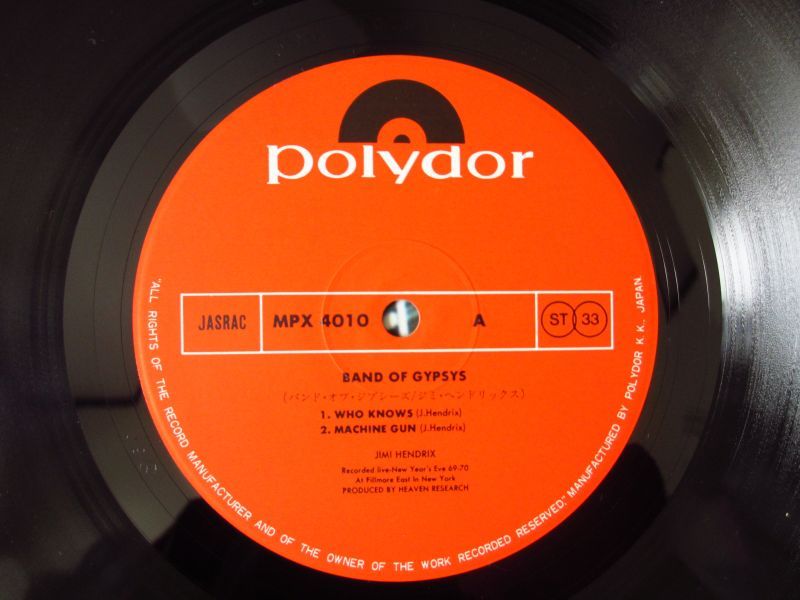 polydor
JASRAC MPX 4010 A ST 33
BAND OF GYPSYS
(バンド・オブ・ジプシーズ/ジミ・ヘンドリックス)
1. WHO KNOWS (J.Hendrix)
2. MACHINE GUN (J.Hendrix)
JIMI HENDRIX
Recorded live-New Year's Eve 69-70
At Fillmore East In New York
PRODUCED BY HEAVEN RESEARCH
"ALL RIGHTS OF THE RECORD MANUFACTURER AND OF THE OWNER OF THE WORK RECORDED RESERVED." MANUFACTURED BY POLYDOR K.K., JAPAN.